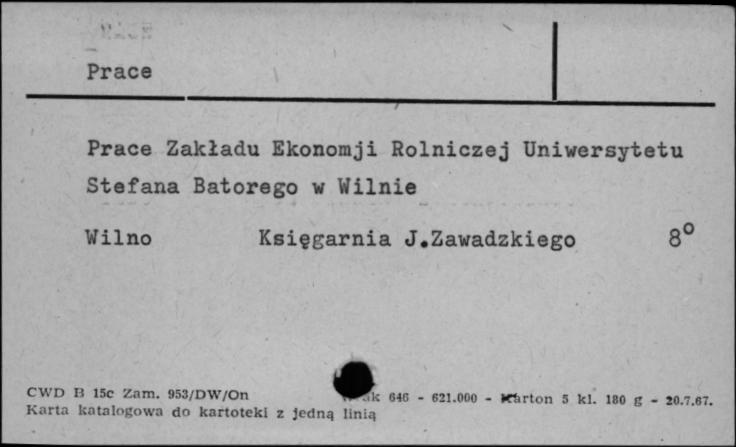 Prace
Prace Zakładu Ekonomji Rolniczej Uniwersytetu
Stefana Batorego w Wilnie
Wilno Księgarnia J.Zawadzkiego 8°
CWD B 15c Zam. 953/DW/On 646 - 621.000 - Karton 5 kl. 180 g - 20.7.67.
Karta katalogowa do kartoteki z jedną linią